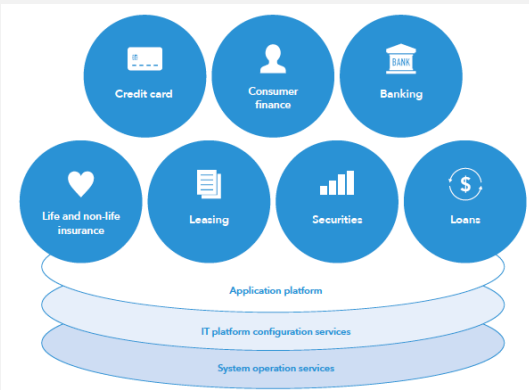 BANK
Credit card
Consumer
finance
Banking
$
Life and non-life
insurance
Leasing
Securities
Loans
Application platform
IT platform configuration services
System operation services